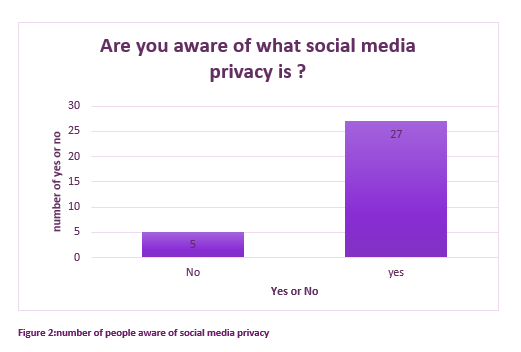 Are you aware of what social media
privacy is ?
30
25
20
15
10
5
0
number of yes or no
5
27
No
yes
Yes or No
Figure 2:number of people aware of social media privacy